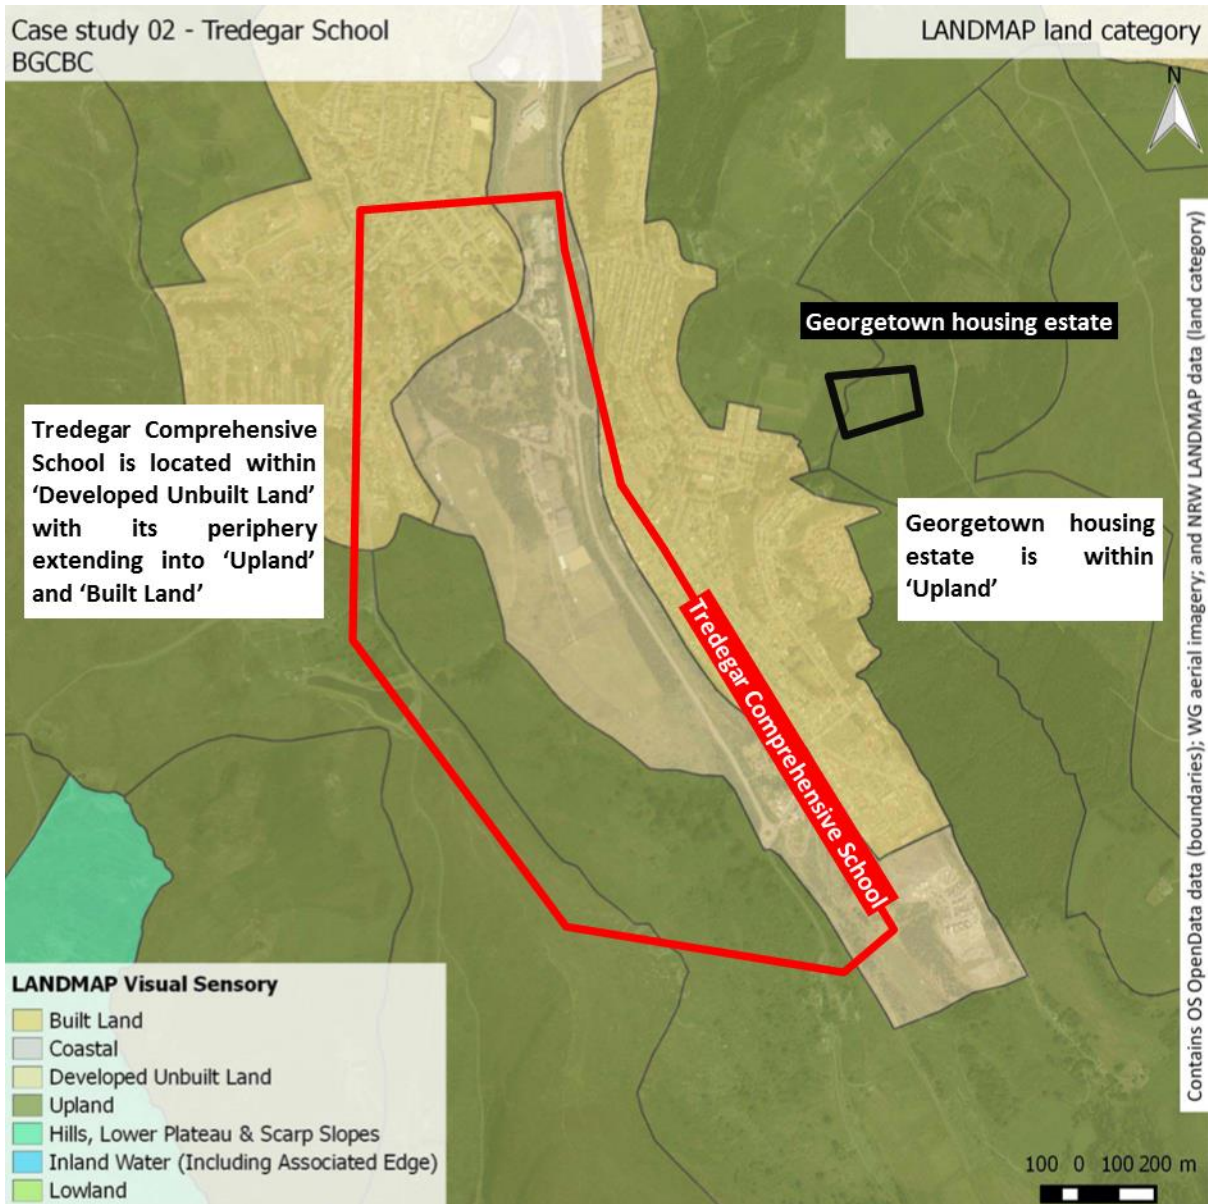 Case study 02 - Tredegar School
BGCBC
LANDMAP land category
N
Georgetown housing estate
Tredegar Comprehensive
School is located within
‘Developed Unbuilt Land’
with its periphery
extending into ‘Upland’
and ‘Built Land’
Georgetown housing
estate is within
‘Upland’
Tredegar Comprehensive School
Contains OS OpenData data (boundaries); WG aerial imagery; and NRW LANDMAP data (land category)
LANDMAP Visual Sensory
Built Land
Coastal
Developed Unbuilt Land
Upland
Hills, Lower Plateau & Scarp Slopes
Inland Water (Including Associated Edge)
Lowland
100 0 100 200 m